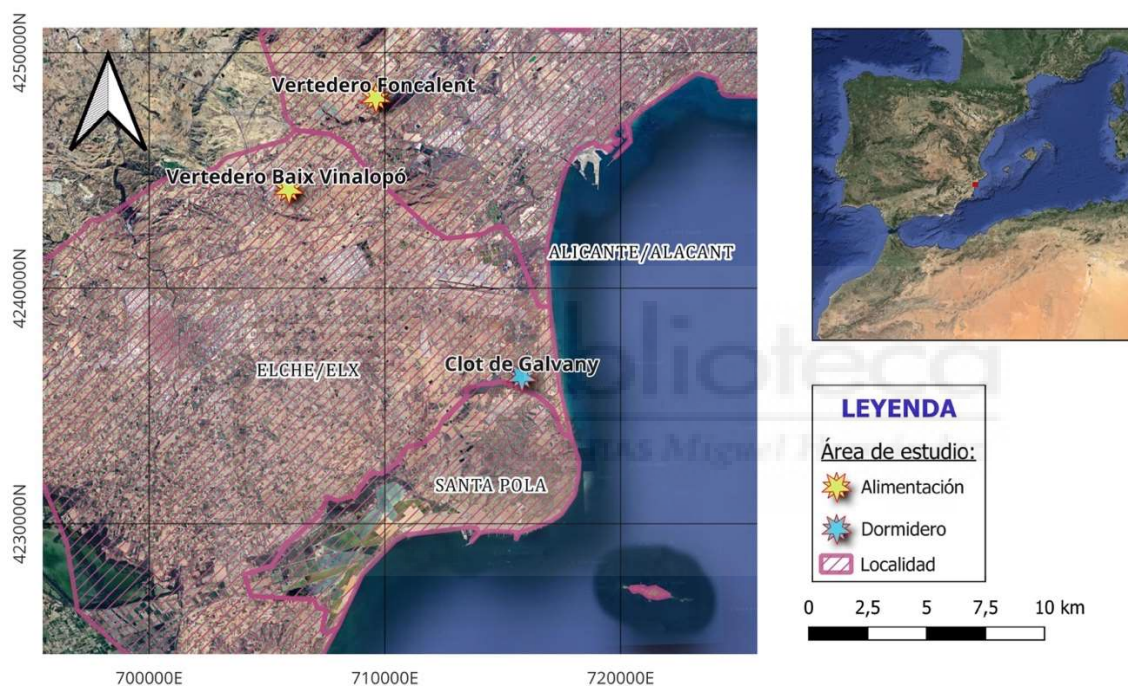 4250000N
4240000N
4230000N
Vertedero Foncalent
Vertedero Baix Vinalopó
ALICANTE/ALACANT
ELCHE/ELX
Clot de Galvany
SANTA POLA
700000E
710000E
720000E
LEYENDA
Área de estudio:
Alimentación
Dormidero
Localidad
0 2,5 5 7,5 10 km